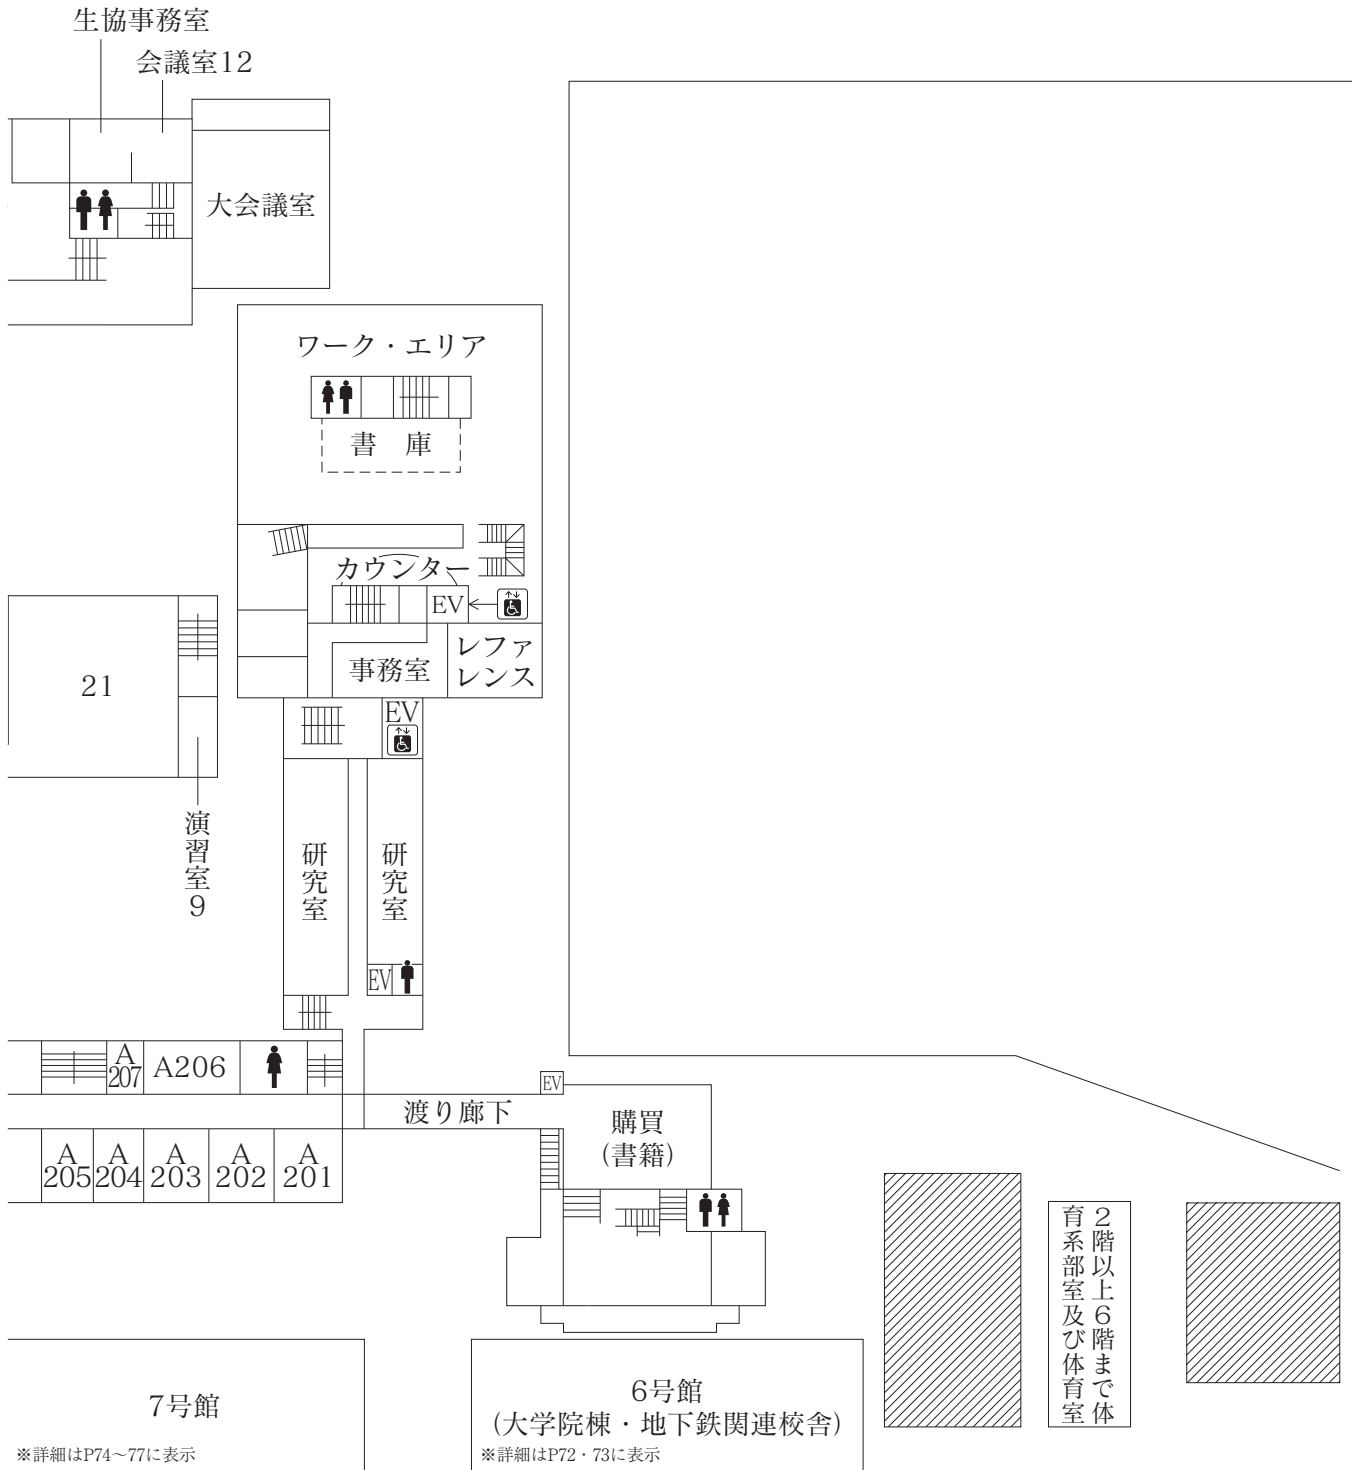 生協事務室
会議室12
大会議室
ワーク・エリア
書 庫
カウンター
EV
レファ
レンス
事務室
21
EV
演習室9
研究室
研究室
EV
A
207
A206
EV
渡り廊下
購買
(書籍)
A
205
A
204
A
203
A
202
A
201
2階以上6階まで体
育系部室及び体育室
7号館
※詳細はP74~77に表示
6号館
(大学院棟・地下鉄関連校舎)
※詳細はP72・73に表示